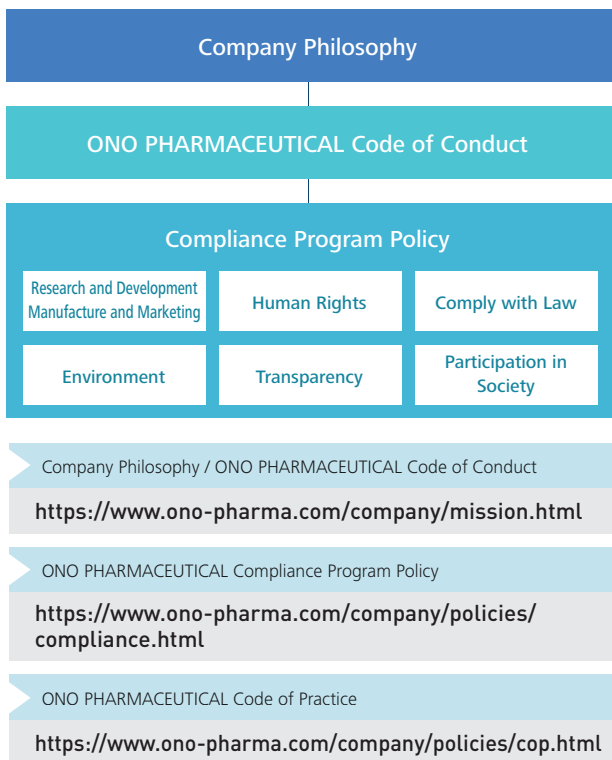 Company Philosophy
ONO PHARMACEUTICAL Code of Conduct
Compliance Program Policy
Research and Development
Manufacture and Marketing
Human Rights
Comply with Law
Environment
Transparency
Participation in
Society
Company Philosophy / ONO PHARMACEUTICAL Code of Conduct
https://www.ono-pharma.com/company/mission.html
ONO PHARMACEUTICAL Compliance Program Policy
https://www.ono-pharma.com/company/policies/
compliance.html
ONO PHARMACEUTICAL Code of Practice
https://www.ono-pharma.com/company/policies/cop.html